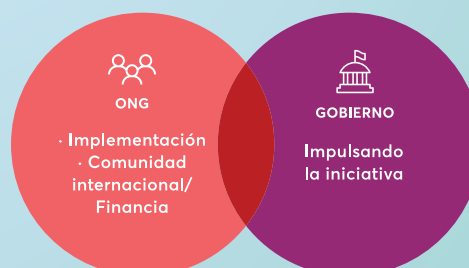 ONG
· Implementación
· Comunidad
internacional/
Financia
GOBIERNO
Impulsando
la iniciativa